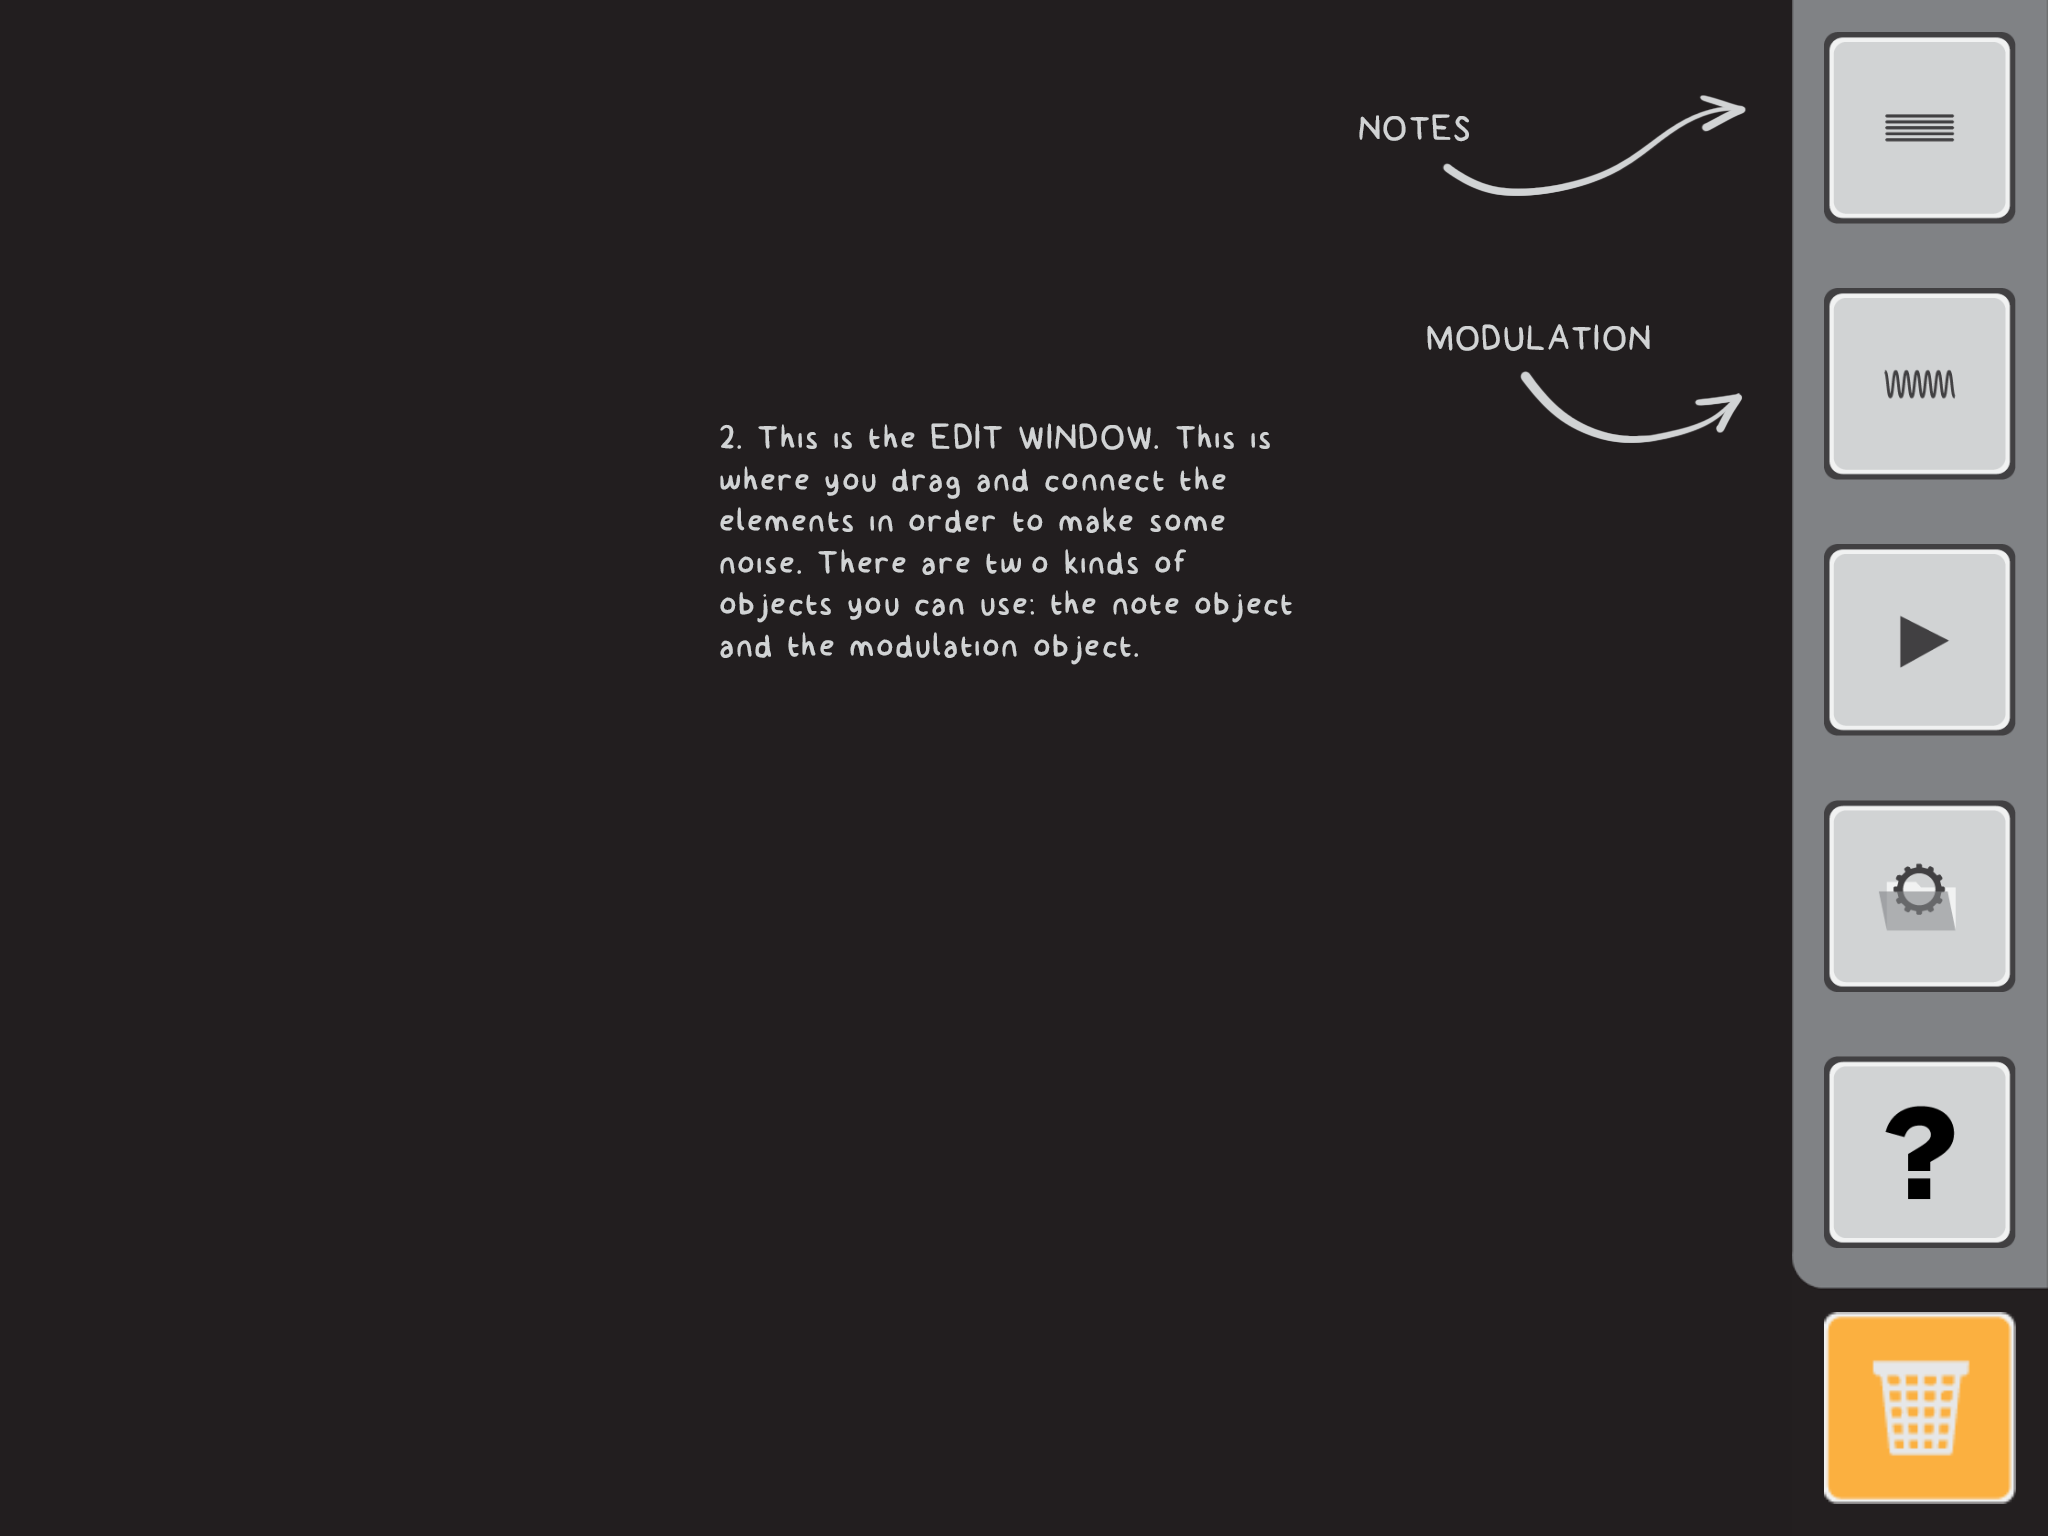 NOTES
MODULATION
2. This is the EDIT WINDOW. This is
where you drag and connect the
elements in order to make some
noise. There are two kinds of
objects you can use: the note object
and the modulation object.
?